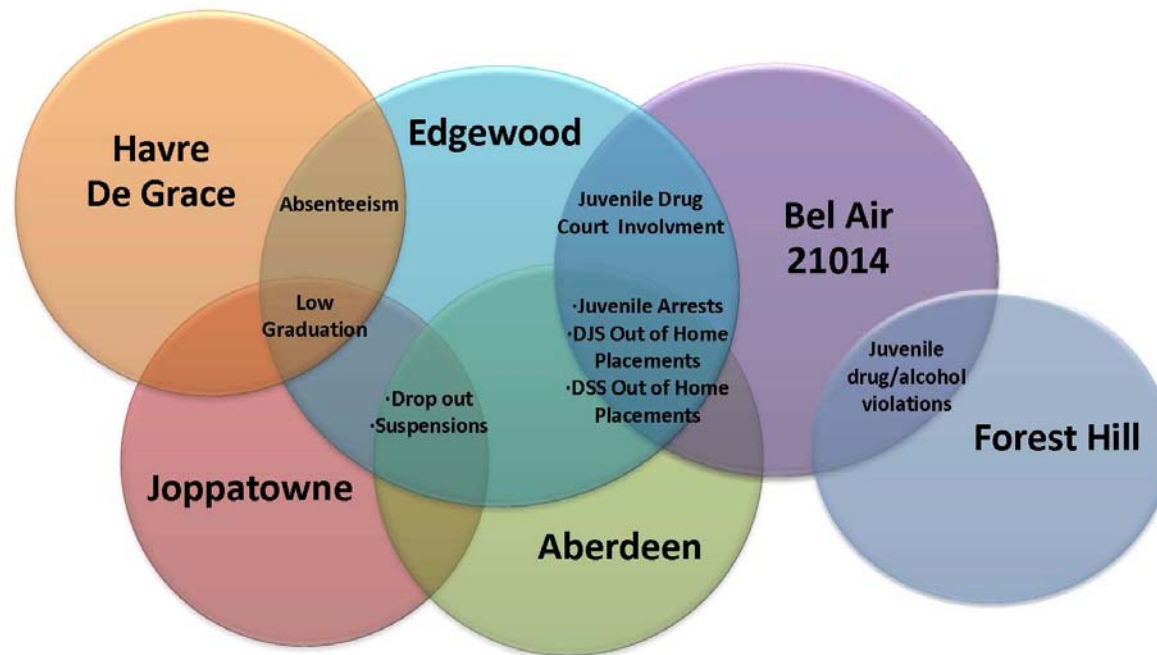 Havre
De Grace
Edgewood
Bel Air
21014
Absenteeism
Juvenile Drug
Court Involvment
Low
Graduation
·Juvenile Arrests
·DJS Out of Home
Placements
·DSS Out of Home
Placements
Juvenile
drug/alcohol
violations
·Drop out
·Suspensions
Forest Hill
Joppatowne
Aberdeen